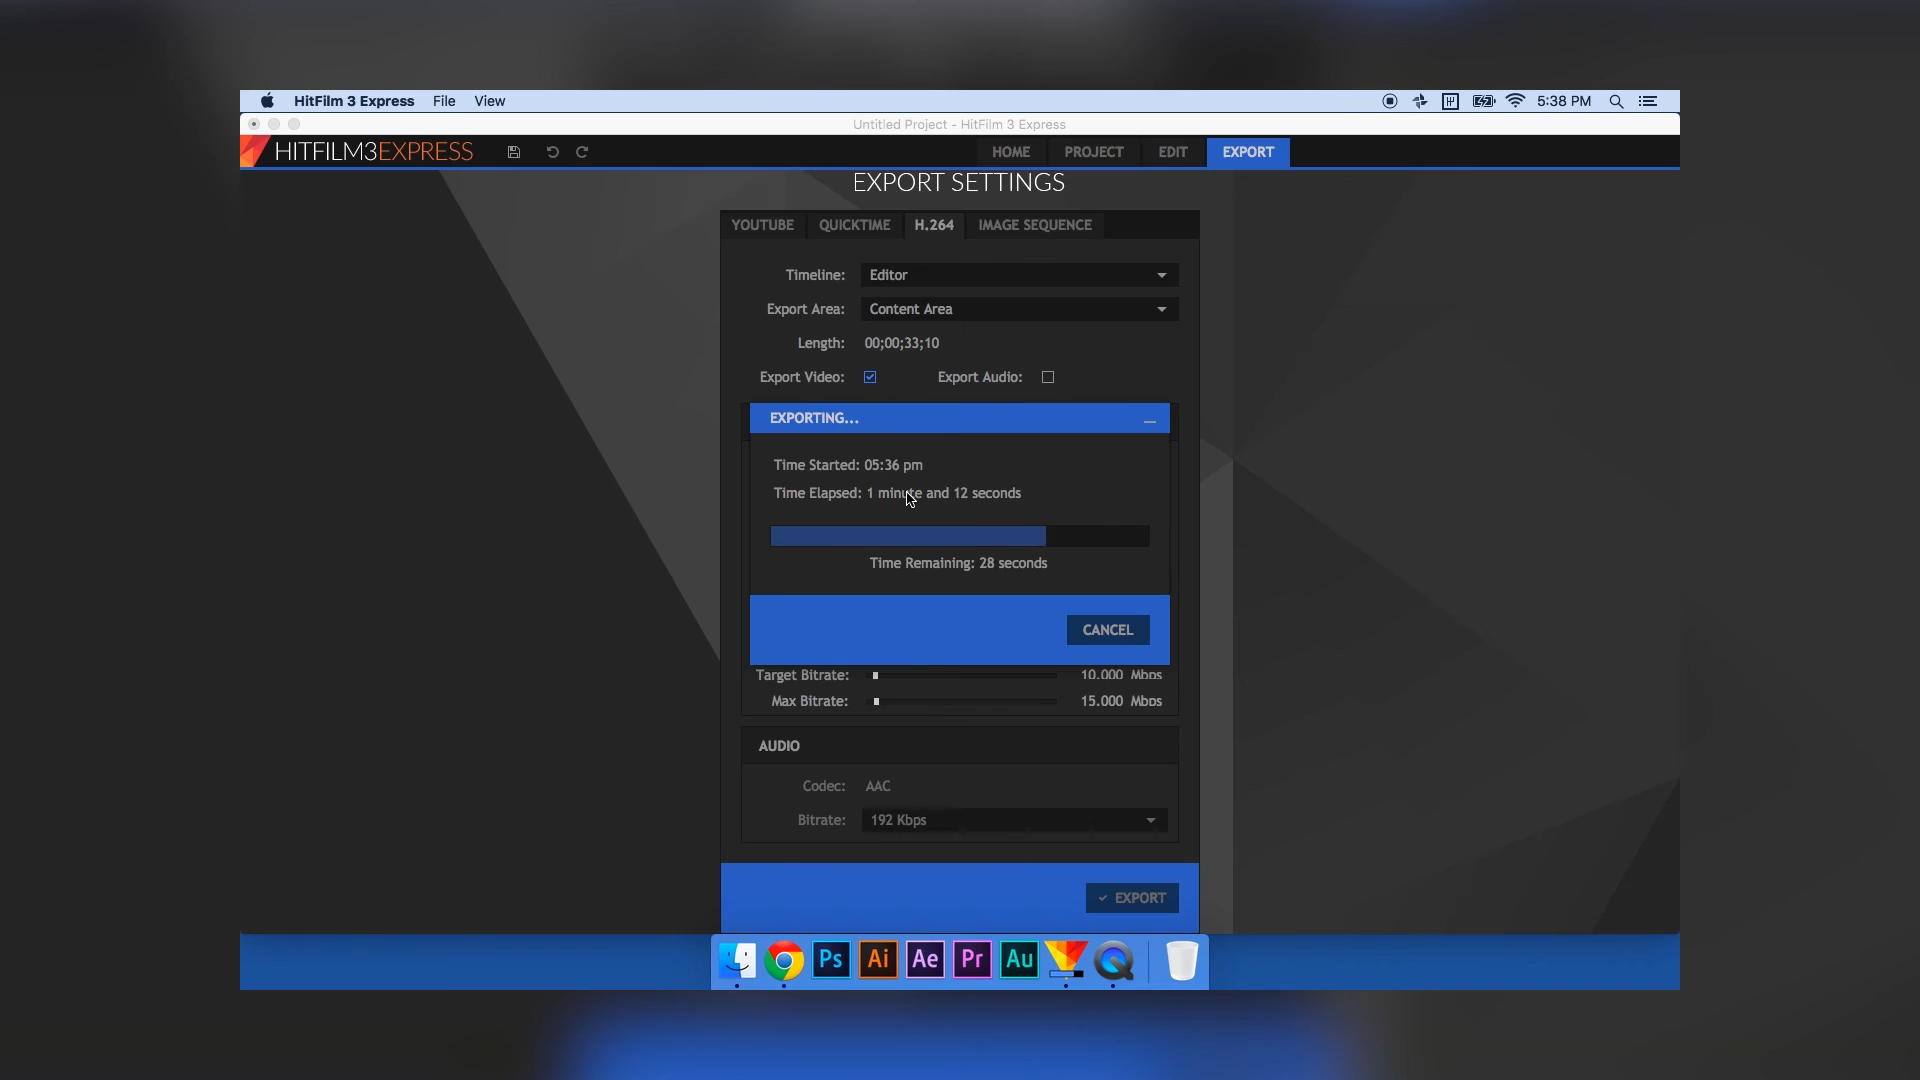 HitFilm 3 Express File View 5:38 PM
Untitled Project - HitFilm 3 Express
HITFILM3EXPRESS HOME PROJECT EDIT EXPORT
EXPORT SETTINGS
YOUTUBE QUICKTIME H.264 IMAGE SEQUENCE
Timeline: Editor
Export Area: Content Area
Length: 00;00;33;10
Export Video: Export Audio:
EXPORTING...
Time Started: 05:36 pm
Time Elapsed: 1 minute and 12 seconds
Time Remaining: 28 seconds
CANCEL
Target Bitrate: 10.000 Mbps
Max Bitrate: 15.000 Mbps
AUDIO
Codec: AAC
Bitrate: 192 Kbps
EXPORT
Ps Ai Ae Pr Au